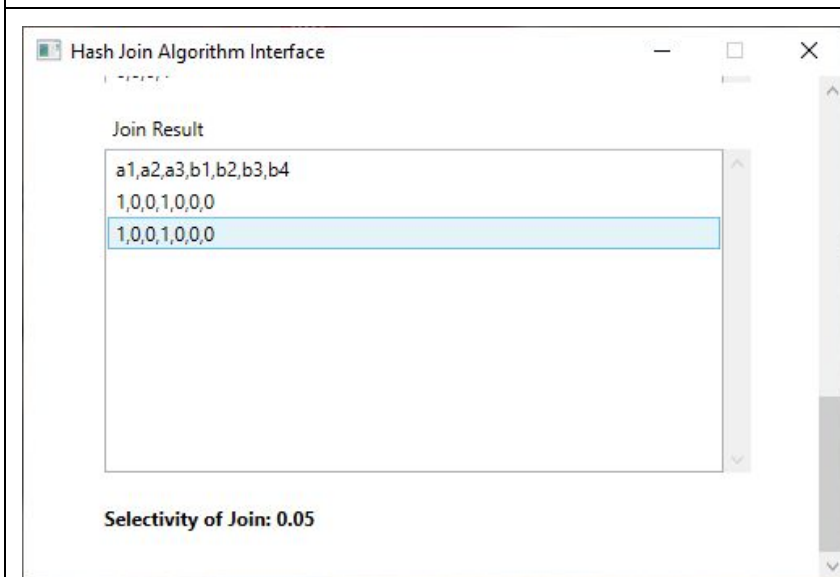 Hash Join Algorithm Interface
Join Result
a1,a2,a3,b1,b2,b3,b4
1,0,0,1,0,0,0
1,0,0,1,0,0,0
Selectivity of Join: 0.05